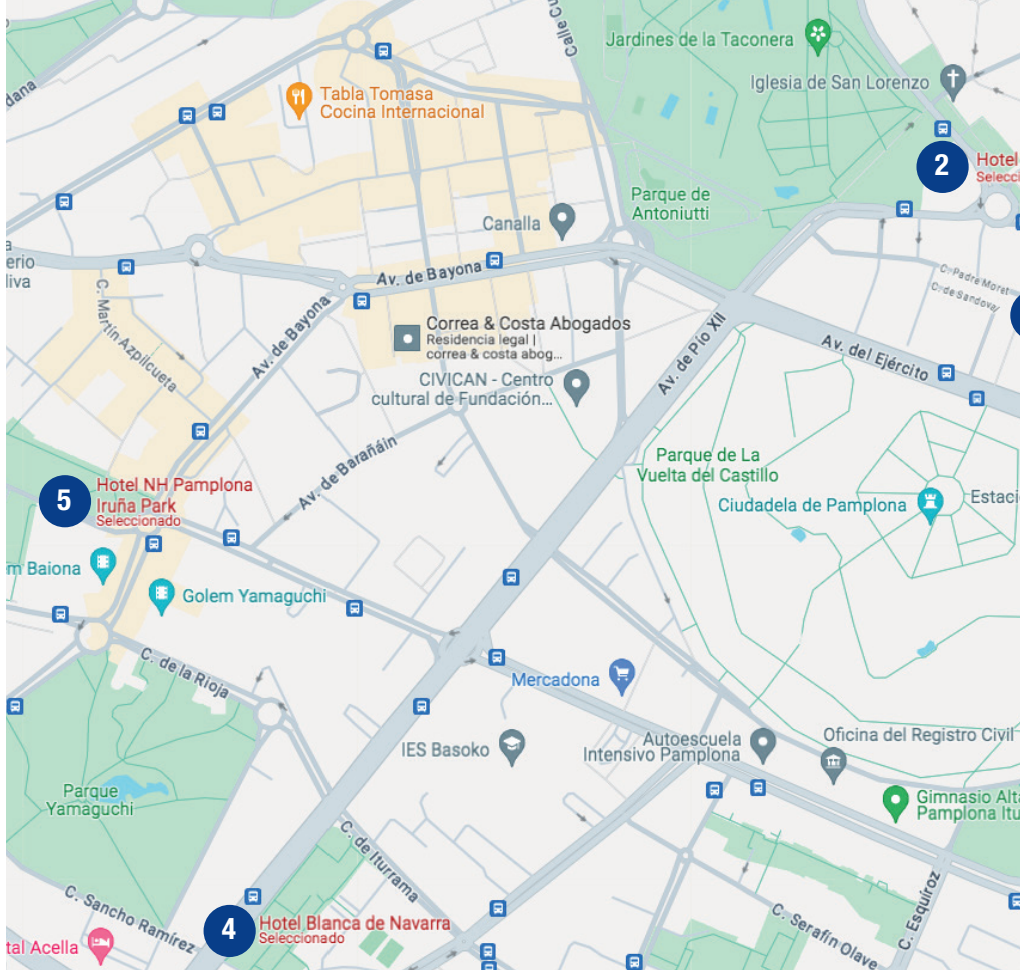 Calle Cu
Jardines de la Taconera
Iglesia de San Lorenzo
dana
Tabla Tomasa
Cocina Internacional
2
Hotel
Selecci
Parque de
Antoniutti
Canalla
a
erio
liva
Av. de Bayona
C. Padre Moret
C. de Sandoval
C. Martín Azpilcueta
Av. de Bayona
Correa & Costa Abogados
Residencia legal |
correa & costa abog...
Av. de Pío XII
Av. del Ejército
CIVICAN - Centro
cultural de Fundación...
Av. de Barañáin
Parque de La
Vuelta del Castillo
5
Hotel NH Pamplona
Iruña Park
Seleccionado
Ciudadela de Pamplona
Estació
m Baiona
Golem Yamaguchi
C. de la Rioja
Mercadona
IES Basoko
Autoescuela
Intensivo Pamplona
Oficina del Registro Civil
Parque
Yamaguchi
Gimnasio Alta
Pamplona Itu
C. de Iturrama
C. Sancho Ramírez
4
Hotel Blanca de Navarra
Seleccionado
tal Acella
C. Serafín Olave
C. Esquíroz